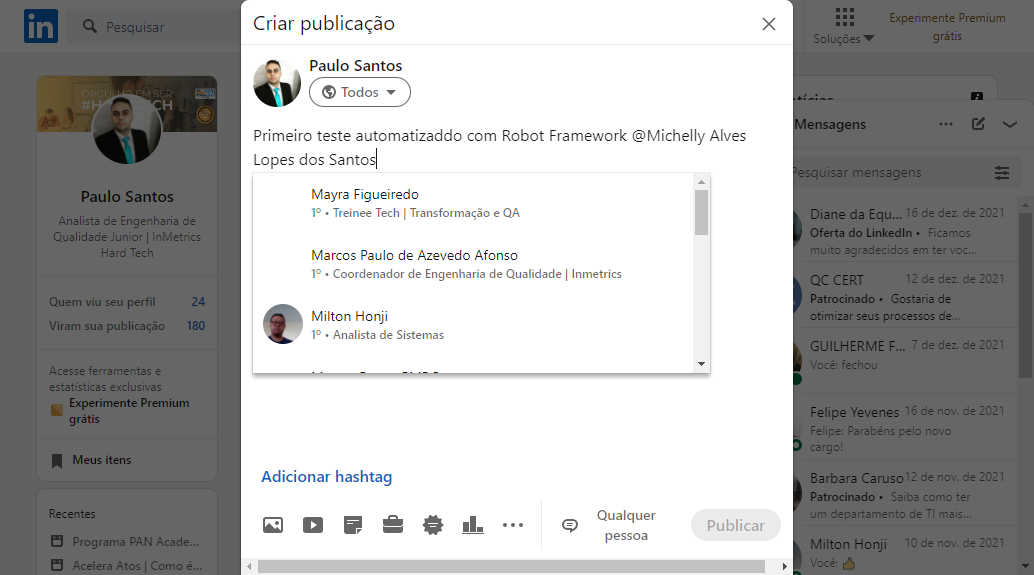 in
Pesquisar
Soluções
Experimente Premium
grátis
#H TECH
Paulo Santos
Analista de Engenharia de
Qualidade Junior | InMetrics
Hard Tech
Quem viu seu perfil 24
Viram sua publicação 180
Acesse ferramentas e
estatísticas exclusivas
Experimente Premium
grátis
Meus itens
Recentes
Programa PAN Acade...
Acelera Atos | Como é...
Criar publicação
Paulo Santos
Todos
Primeiro teste automatizaddo com Robot Framework @Michelly Alves
Lopes dos Santos
Mayra Figueiredo
1º • Treinee Tech | Transformação e QA
Marcos Paulo de Azevedo Afonso
1º • Coordenador de Engenharia de Qualidade | Inmetrics
Milton Honji
1º • Analista de Sistemas
Adicionar hashtag
Qualquer
pessoa
Publicar
Mensagens
Pesquisar mensagens
Diane da Equ... 16 de dez. de 2021
Oferta do LinkedIn • Ficamos
muito agradecidos em ter voc...
QC CERT 12 de dez. de 2021
Patrocinado • Gostaria de
otimizar seus processos de...
GUILHERME F... 7 de dez. de 2021
Você: fechou
Felipe Yevenes 16 de nov. de 2021
Felipe: Parabéns pelo novo
cargo!
Barbara Caruso 12 de nov. de 2021
Patrocinado • Saiba como ter
um departamento de TI mais...
Milton Honji 10 de nov. de 2021
Você: 👍